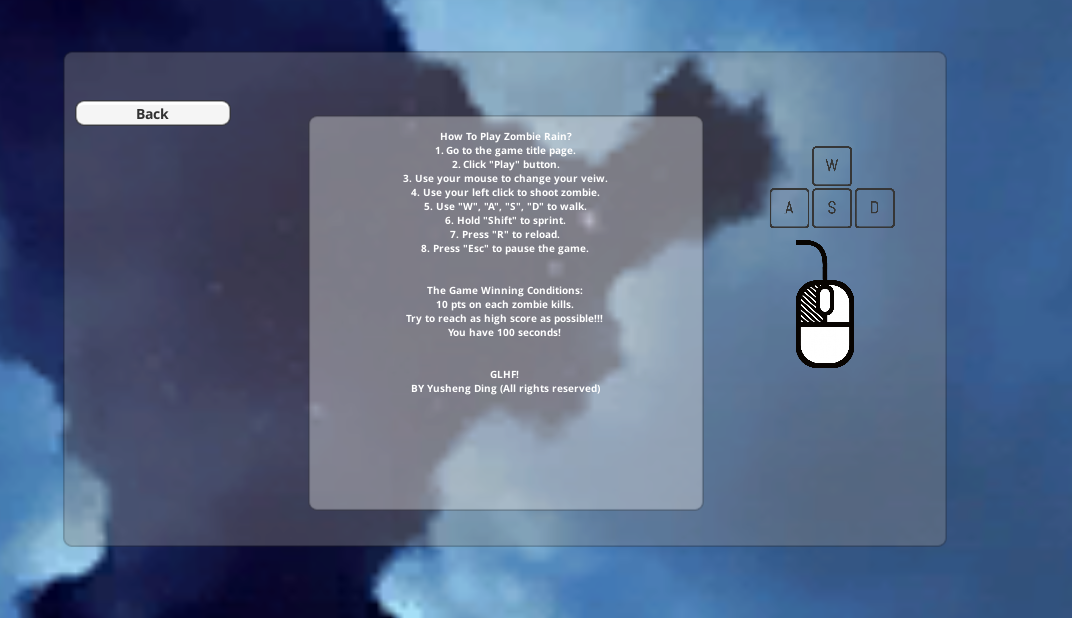 Back
How To Play Zombie Rain?
1. Go to the game title page.
2. Click "Play" button.
3. Use your mouse to change your veiw.
4. Use your left click to shoot zombie.
5. Use "W", "A", "S", "D" to walk.
6. Hold "Shift" to sprint.
7. Press "R" to reload.
8. Press "Esc" to pause the game.
The Game Winning Conditions:
10 pts on each zombie kills.
Try to reach as high score as possible!!!
You have 100 seconds!
GLHF!
BY Yusheng Ding (All rights reserved)
W
A S D